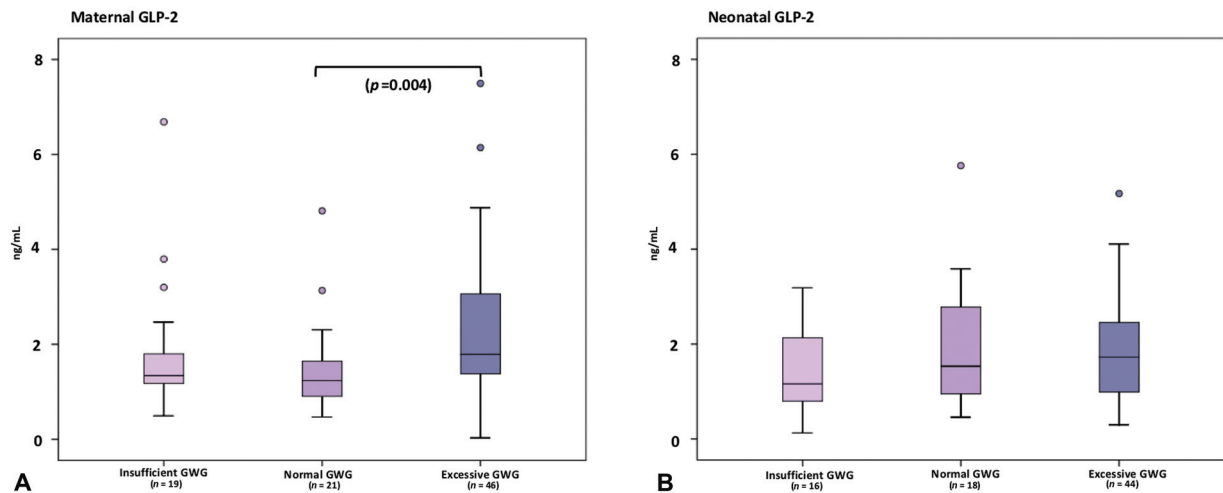 Maternal GLP-2
8
6
4
2
0
ng/mL
(p=0.004)
Insufficient GWG
(n = 19)
Normal GWG
(n = 21)
Excessive GWG
(n = 46)
A
Neonatal GLP-2
8
6
4
2
0
ng/mL
Insufficient GWG
(n = 16)
Normal GWG
(n = 18)
Excessive GWG
(n = 44)
B